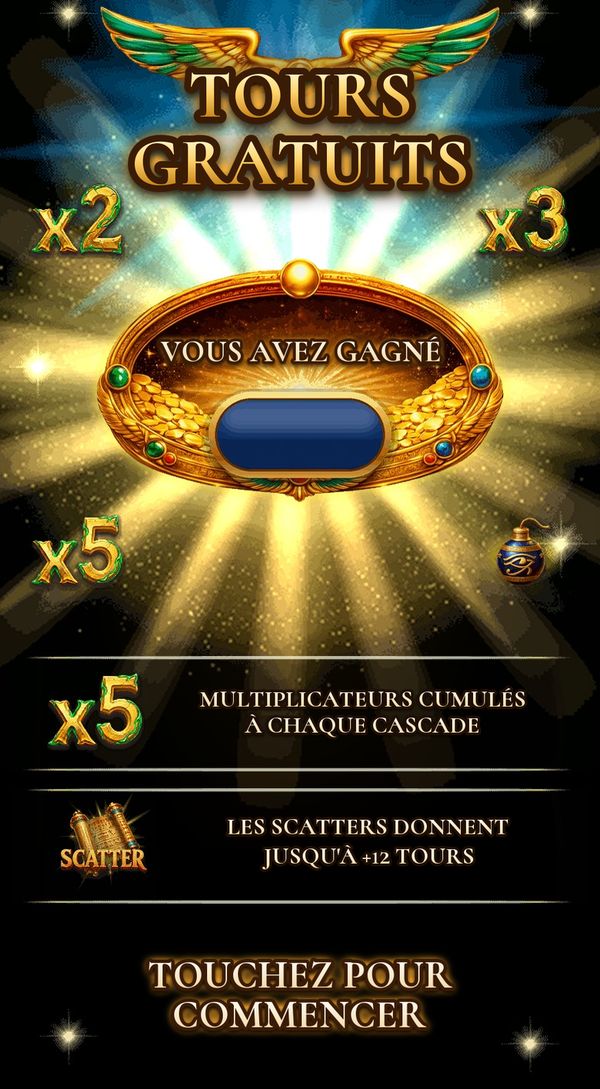 TOURS
GRATUITS
x2
x3
VOUS AVEZ GAGNÉ
x5
x5
MULTIPLICATEURS CUMULÉS
À CHAQUE CASCADE
SCATTER
LES SCATTERS DONNENT
JUSQU'À +12 TOURS
TOUCHEZ POUR
COMMENCER